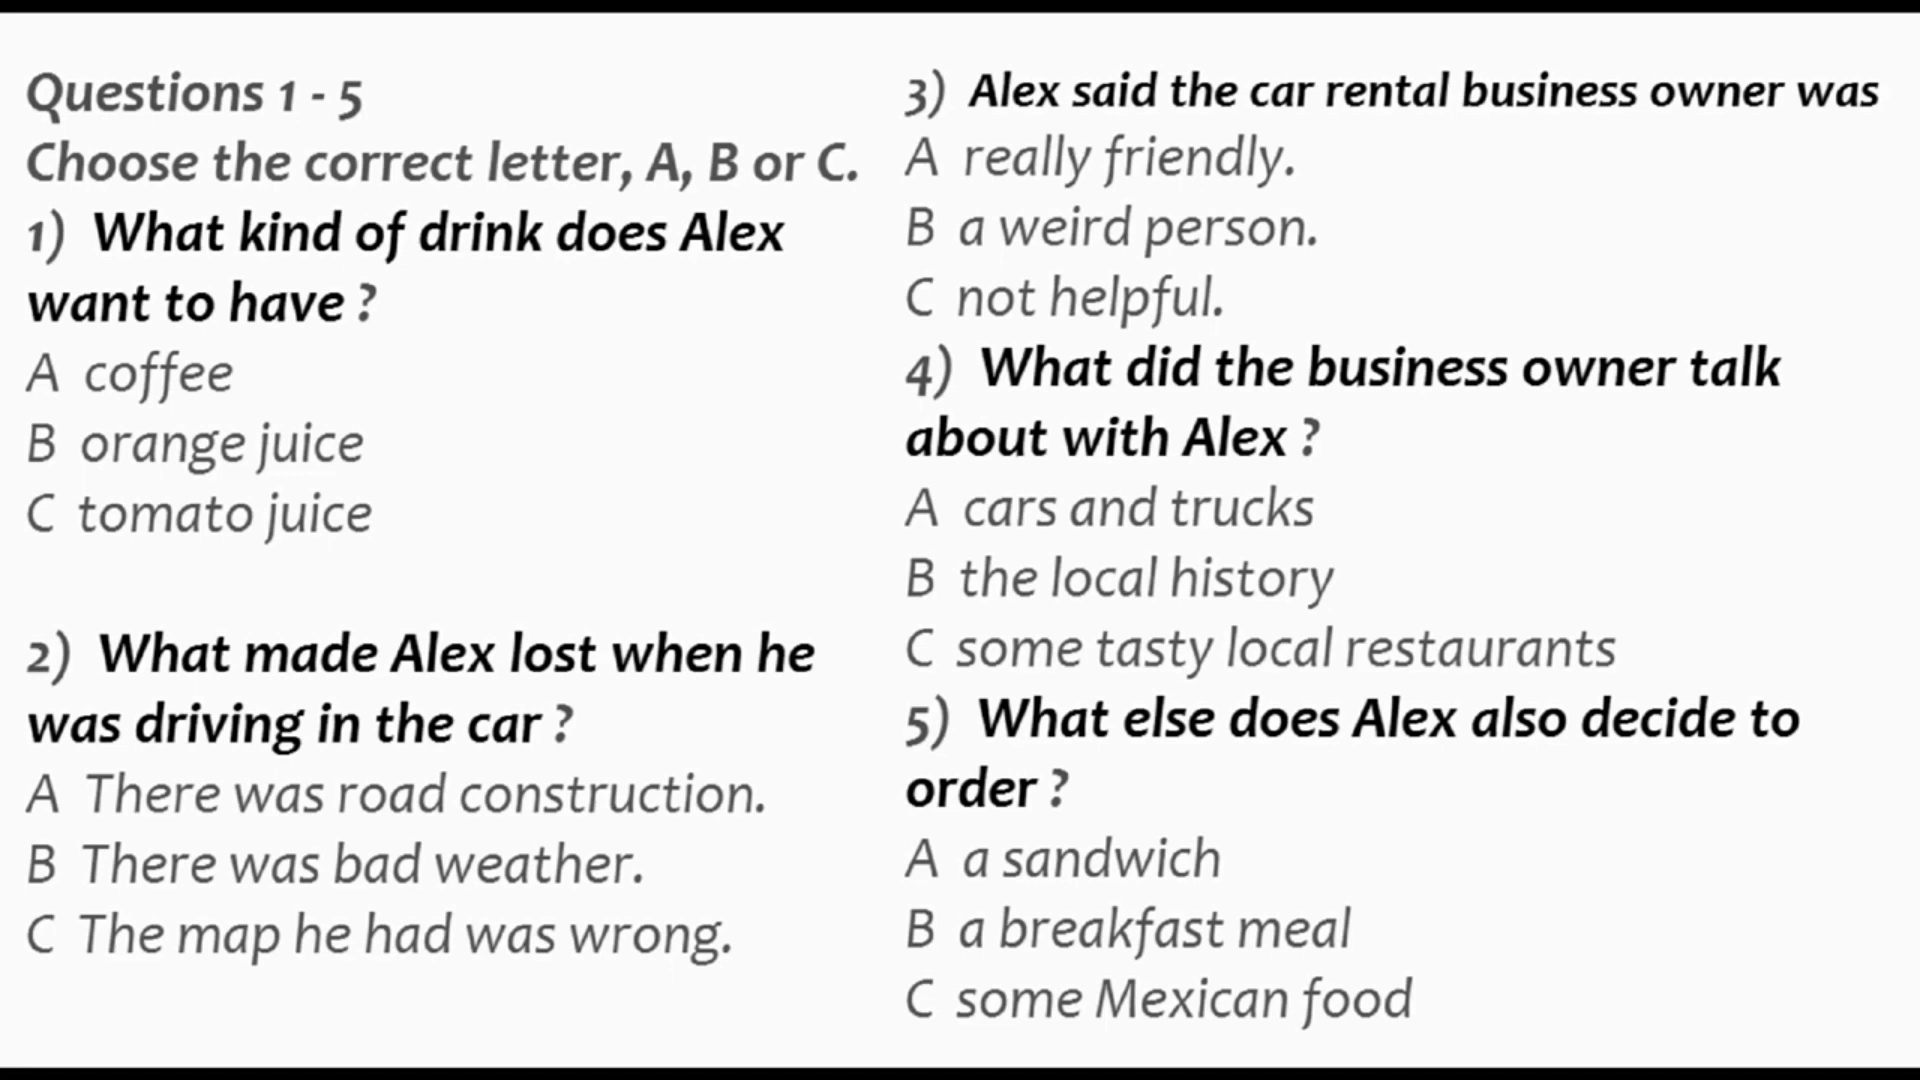 Questions 1 - 5
Choose the correct letter, A, B or C.
1) What kind of drink does Alex
want to have ?
A coffee
B orange juice
C tomato juice
2) What made Alex lost when he
was driving in the car ?
A There was road construction.
B There was bad weather.
C The map he had was wrong.
3) Alex said the car rental business owner was
A really friendly.
B a weird person.
C not helpful.
4) What did the business owner talk
about with Alex ?
A cars and trucks
B the local history
C some tasty local restaurants
5) What else does Alex also decide to
order ?
A a sandwich
B a breakfast meal
C some Mexican food